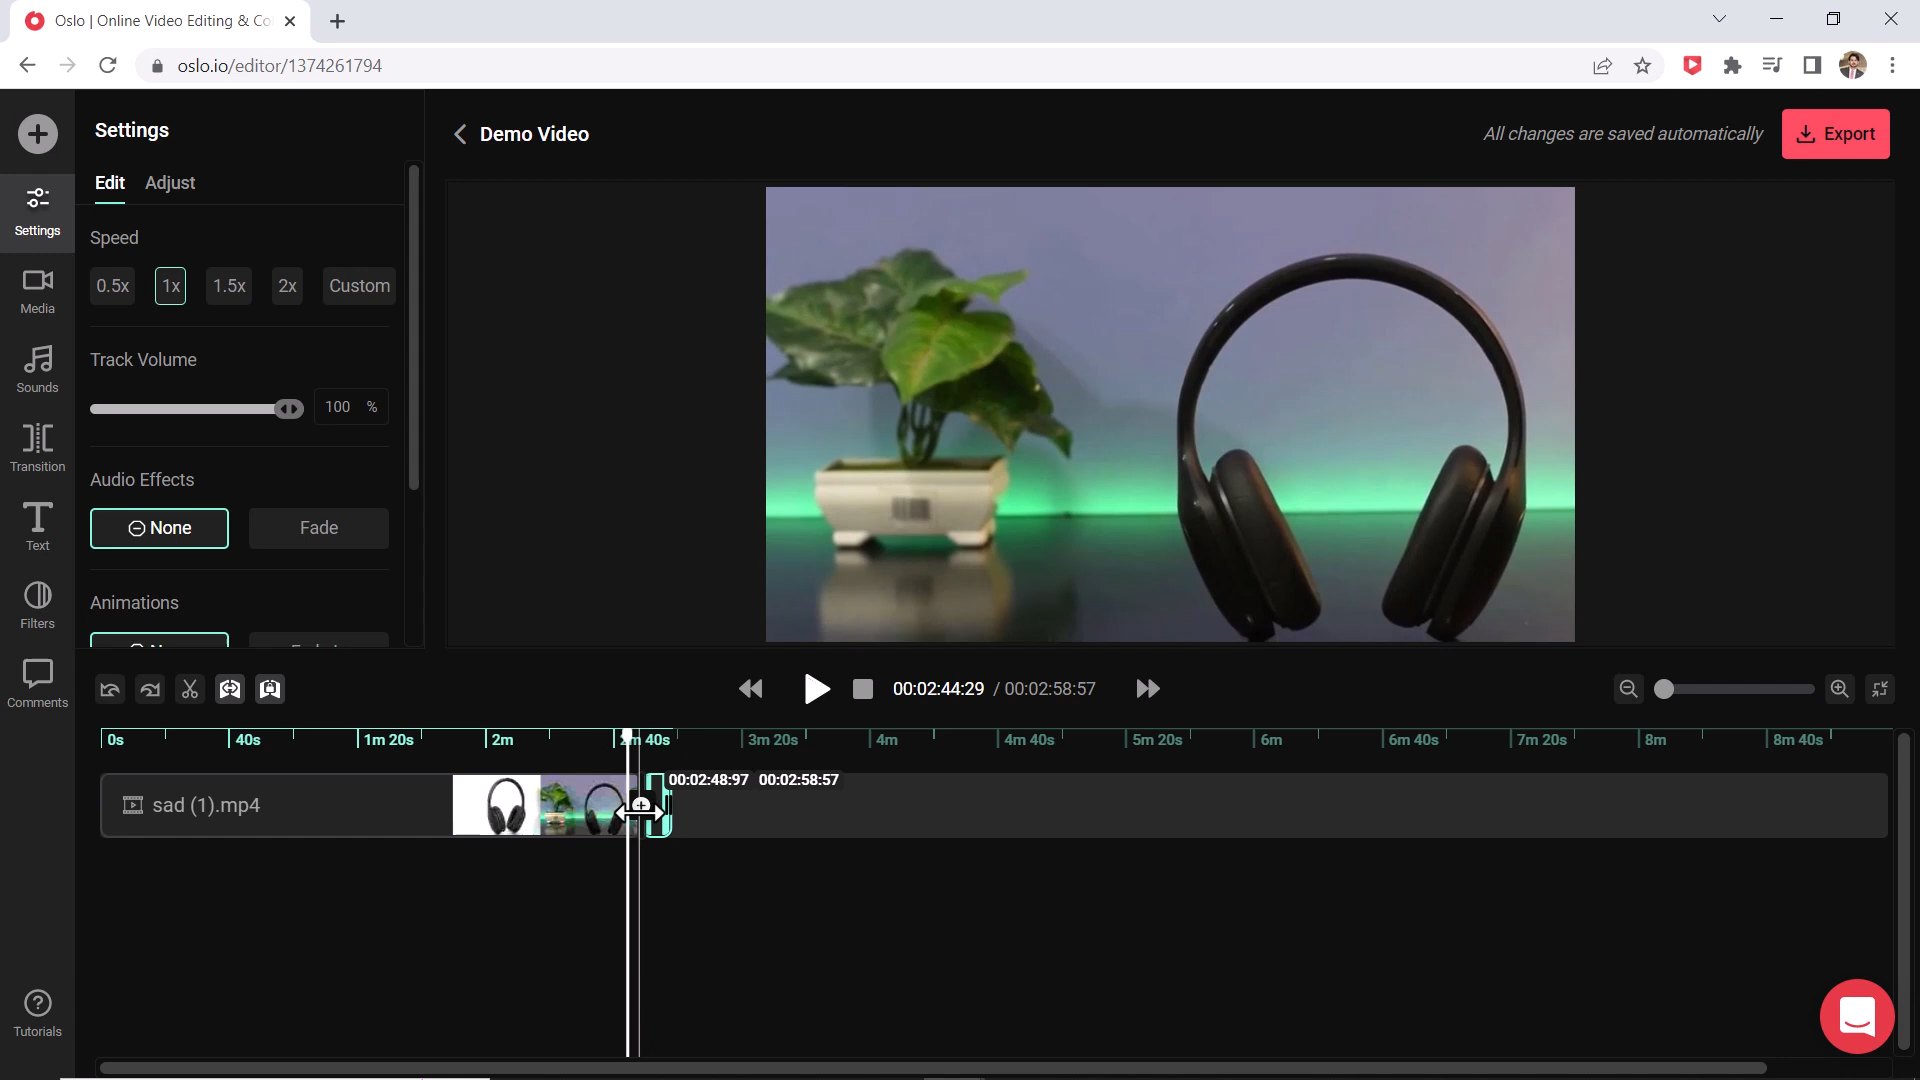 Oslo | Online Video Editing & Co
oslo.io/editor/1374261794
Settings
Demo Video
All changes are saved automatically
Export
Edit
Adjust
Settings
Speed
0.5x
1x
1.5x
2x
Custom
Media
Track Volume
Sounds
100 %
Transition
Audio Effects
None
Fade
Text
Animations
Filters
Comments
00:02:44:29 / 00:02:58:57
0s
40s
1m 20s
2m
2m 40s
3m 20s
4m
4m 40s
5m 20s
6m
6m 40s
7m 20s
8m
8m 40s
00:02:48:97 00:02:58:57
sad (1).mp4
Tutorials